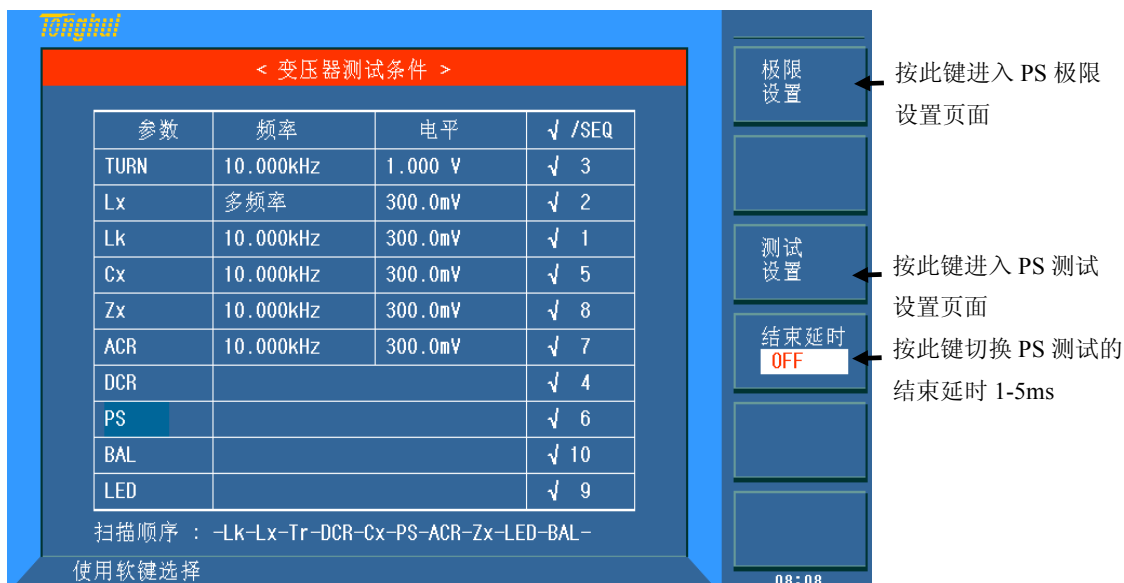 Tonghui
< 变压器测试条件 >
参数 频率 电平 √ /SEQ
TURN 10.000kHz 1.000 V √ 3
Lx 多频率 300.0mV √ 2
Lk 10.000kHz 300.0mV √ 1
Cx 10.000kHz 300.0mV √ 5
Zx 10.000kHz 300.0mV √ 8
ACR 10.000kHz 300.0mV √ 7
DCR √ 4
PS √ 6
BAL √ 10
LED √ 9
扫描顺序 : -Lk-Lx-Tr-DCR-Cx-PS-ACR-Zx-LED-BAL-
使用软键选择
极限
设置
测试
设置
结束延时
OFF
08:08
按此键进入 PS 极限
设置页面
按此键进入 PS 测试
设置页面
按此键切换 PS 测试的
结束延时 1-5ms